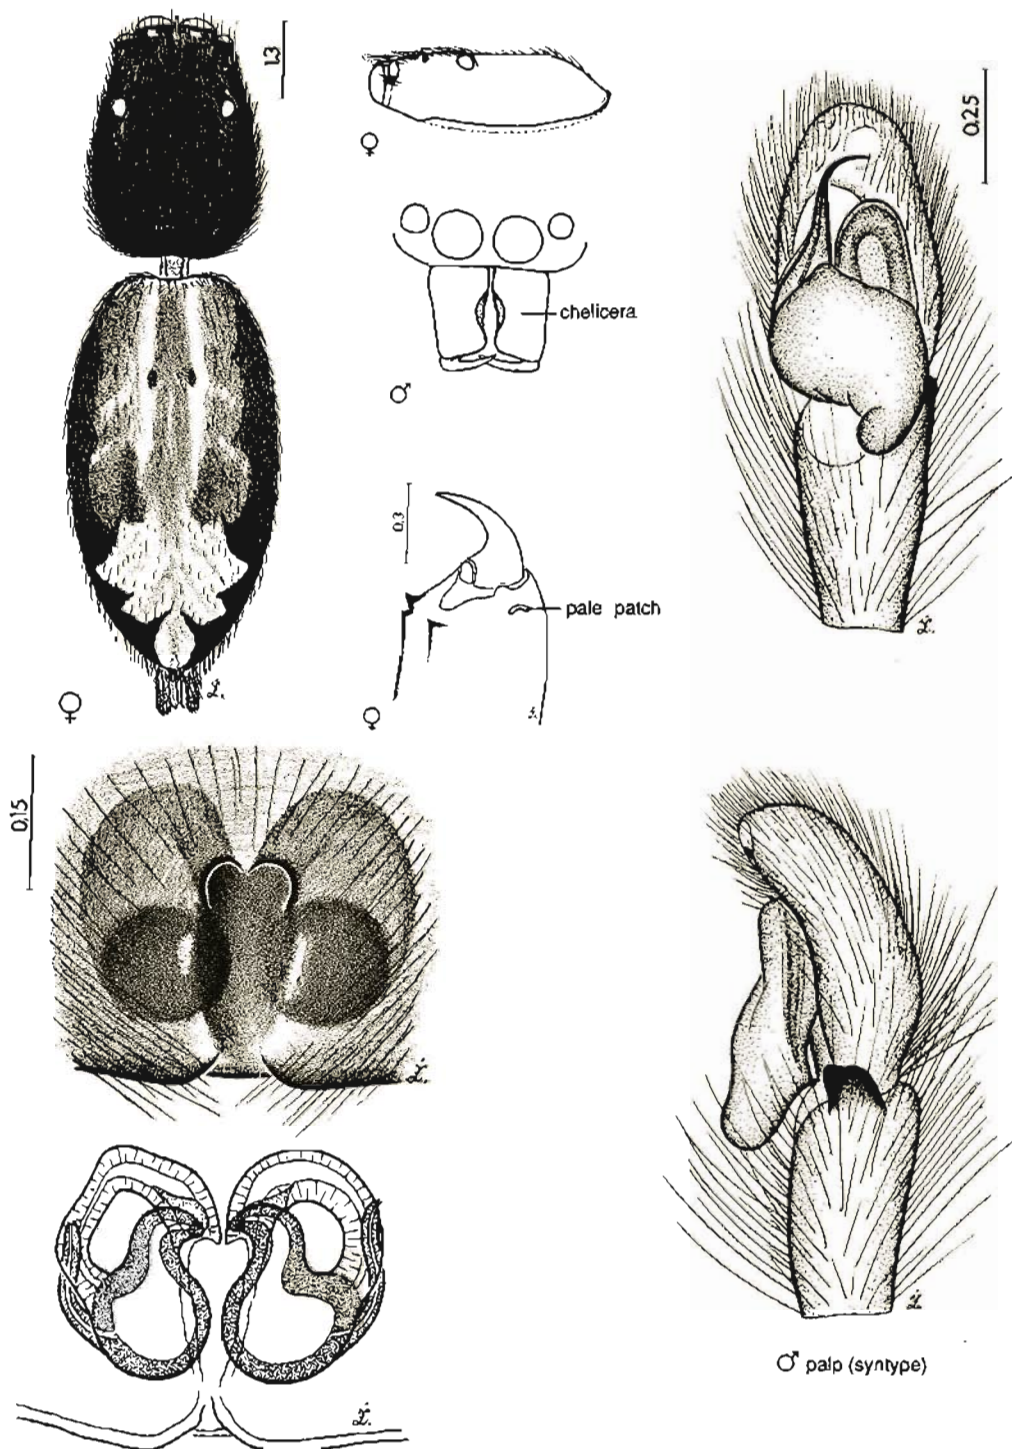 1.3
♀
♂
chelicera
0.25
0.3
pale patch
♀
♀
0.15
♂ palp (syntype)